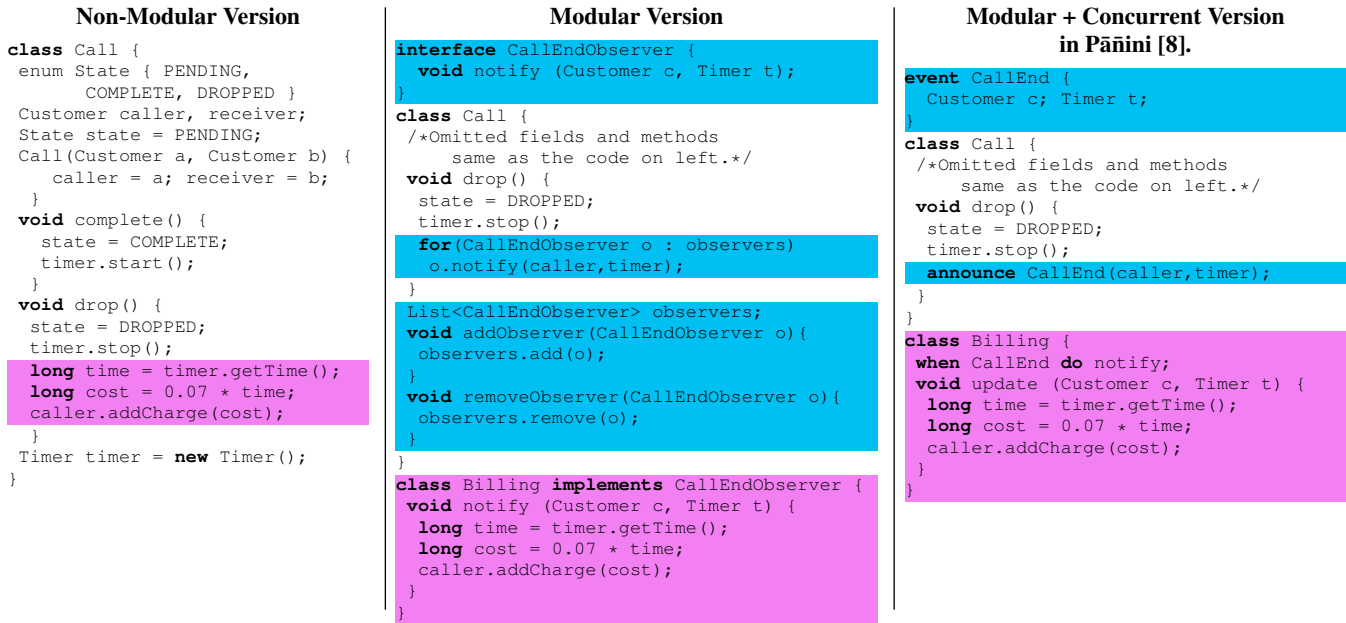 Non-Modular Version
class Call {
enum State { PENDING,
COMPLETE, DROPPED }
Customer caller, receiver;
State state = PENDING;
Call(Customer a, Customer b) {
caller = a; receiver = b;
}
void complete() {
state = COMPLETE;
timer.start();
}
void drop() {
state = DROPPED;
timer.stop();
long time = timer.getTime();
long cost = 0.07 * time;
caller.addCharge(cost);
}
Timer timer = new Timer();
}
Modular Version
interface CallEndObserver {
void notify (Customer c, Timer t);
}
class Call {
/*Omitted fields and methods
same as the code on left.*/
void drop() {
state = DROPPED;
timer.stop();
for(CallEndObserver o : observers)
o.notify(caller,timer);
}
List<CallEndObserver> observers;
void addObserver(CallEndObserver o){
observers.add(o);
}
void removeObserver(CallEndObserver o){
observers.remove(o);
}
}
class Billing implements CallEndObserver {
void notify (Customer c, Timer t) {
long time = timer.getTime();
long cost = 0.07 * time;
caller.addCharge(cost);
}
}
Modular + Concurrent Version
in Pāñini [8].
event CallEnd {
Customer c; Timer t;
}
class Call {
/*Omitted fields and methods
same as the code on left.*/
void drop() {
state = DROPPED;
timer.stop();
announce CallEnd(caller,timer);
}
}
class Billing {
when CallEnd do notify;
void update (Customer c, Timer t) {
long time = timer.getTime();
long cost = 0.07 * time;
caller.addCharge(cost);
}
}